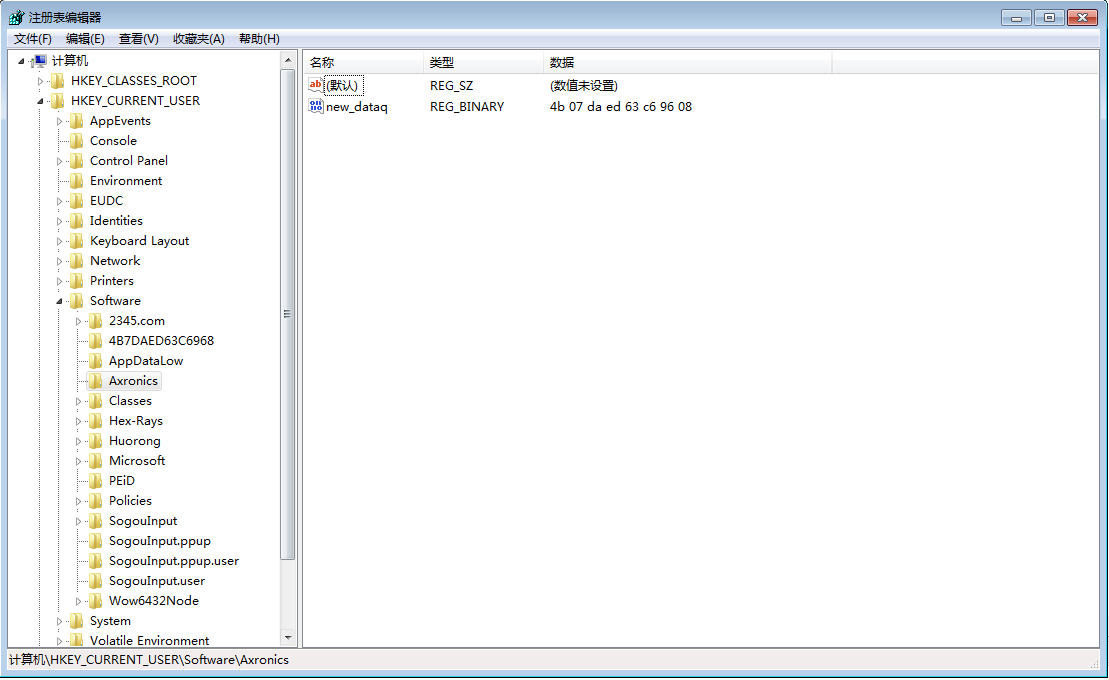 注册表编辑器
文件(F) 编辑(E) 查看(V) 收藏夹(A) 帮助(H)
计算机
HKEY_CLASSES_ROOT
HKEY_CURRENT_USER
AppEvents
Console
Control Panel
Environment
EUDC
Identities
Keyboard Layout
Network
Printers
Software
2345.com
4B7DAED63C6968
AppDataLow
Axronics
Classes
Hex-Rays
Huorong
Microsoft
PEiD
Policies
SogouInput
SogouInput.ppup
SogouInput.ppup.user
SogouInput.user
Wow6432Node
System
Volatile Environment
名称 类型 数据
ab (默认) REG_SZ (数值未设置)
new_dataq REG_BINARY 4b 07 da ed 63 c6 96 08
计算机\HKEY_CURRENT_USER\Software\Axronics